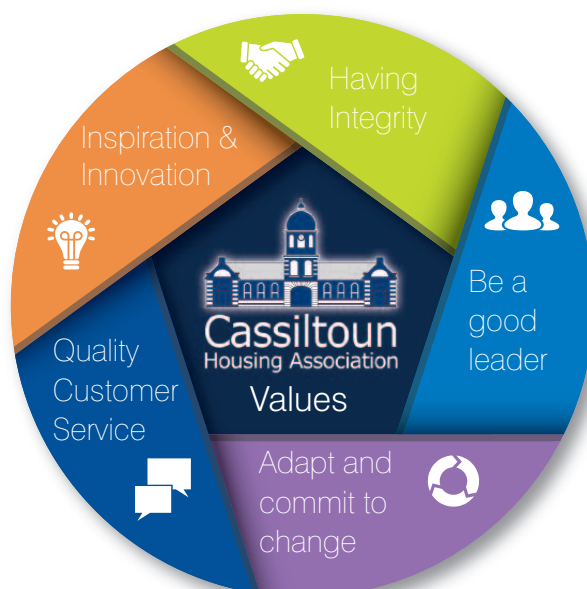 Having
Integrity
Inspiration &
Innovation
Be a
good
leader
Cassiltoun
Housing Association
Values
Quality
Customer
Service
Adapt and
commit to
change